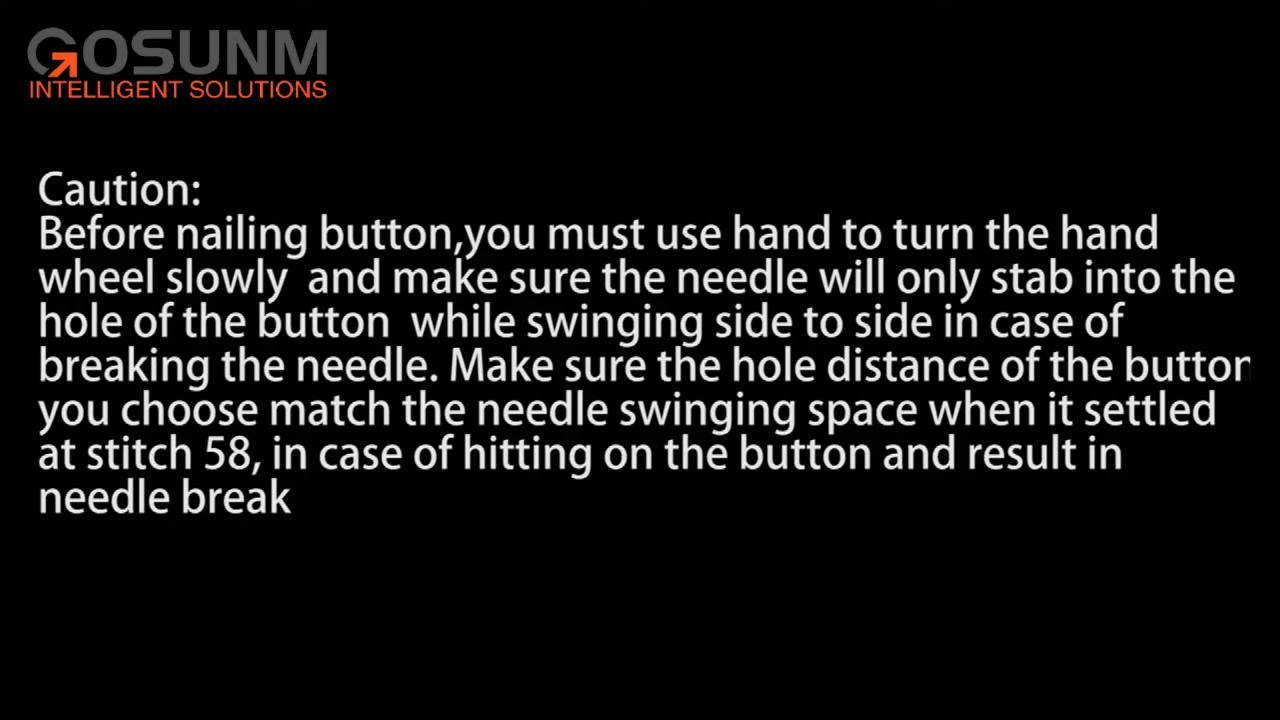 GOSUNM
INTELLIGENT SOLUTIONS
Caution:
Before nailing button,you must use hand to turn the hand
wheel slowly  and make sure the needle will only stab into the
hole of the button  while swinging side to side in case of
breaking the needle. Make sure the hole distance of the button
you choose match the needle swinging space when it settled
at stitch 58, in case of hitting on the button and result in
needle break